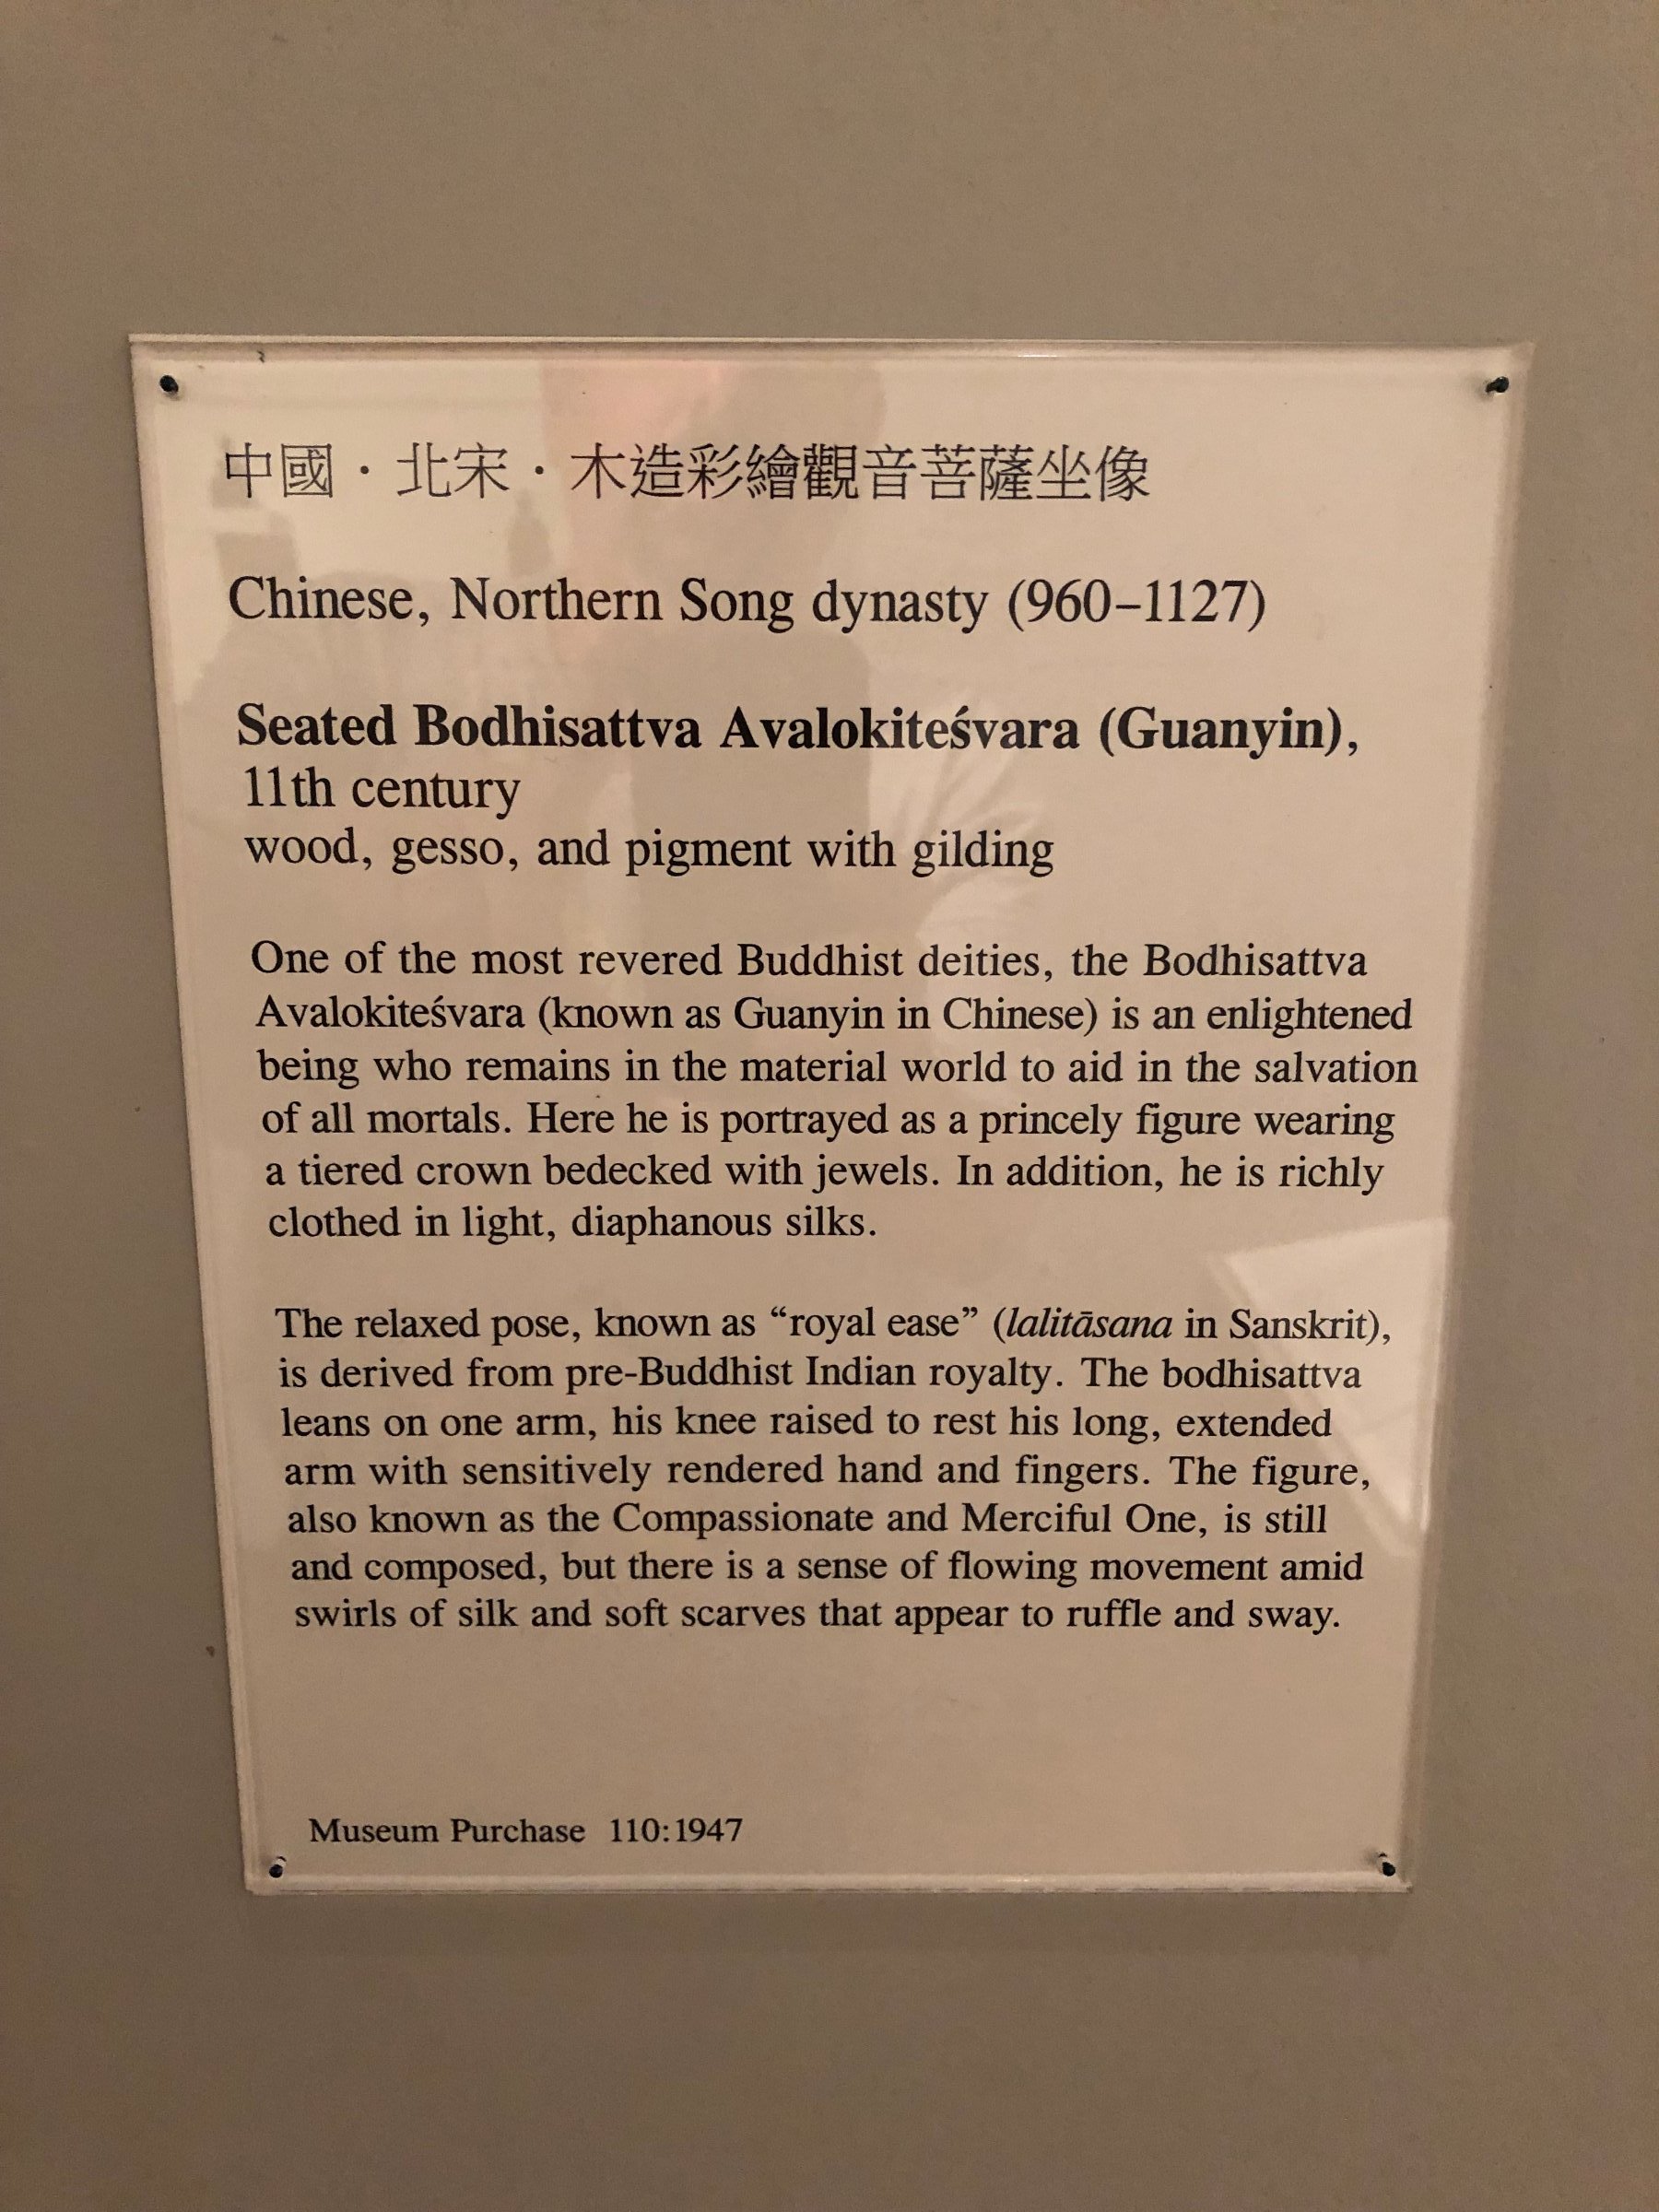 中國・北宋・木造彩繪觀音菩薩坐像
Chinese, Northern Song dynasty (960–1127)
Seated Bodhisattva Avalokiteśvara (Guanyin),
11th century
wood, gesso, and pigment with gilding
One of the most revered Buddhist deities, the Bodhisattva
Avalokiteśvara (known as Guanyin in Chinese) is an enlightened
being who remains in the material world to aid in the salvation
of all mortals. Here he is portrayed as a princely figure wearing
a tiered crown bedecked with jewels. In addition, he is richly
clothed in light, diaphanous silks.
The relaxed pose, known as “royal ease” (lalitāsana in Sanskrit),
is derived from pre-Buddhist Indian royalty. The bodhisattva
leans on one arm, his knee raised to rest his long, extended
arm with sensitively rendered hand and fingers. The figure,
also known as the Compassionate and Merciful One, is still
and composed, but there is a sense of flowing movement amid
swirls of silk and soft scarves that appear to ruffle and sway.
Museum Purchase 110:1947